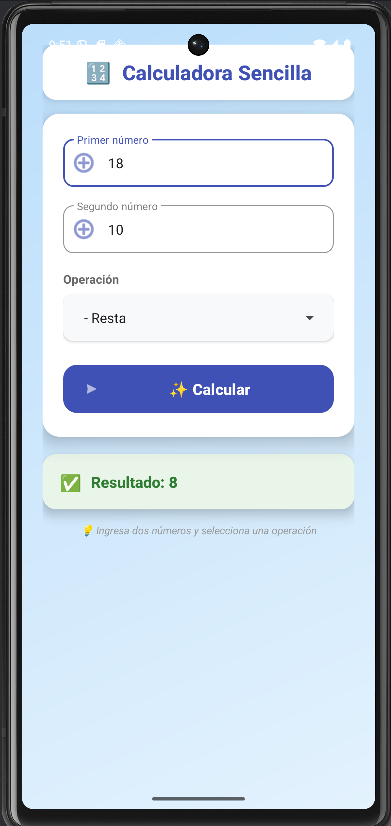 9:51
Calculadora Sencilla
Primer número
18
Segundo número
10
Operación
- Resta
Calcular
Resultado: 8
Ingresa dos números y selecciona una operación